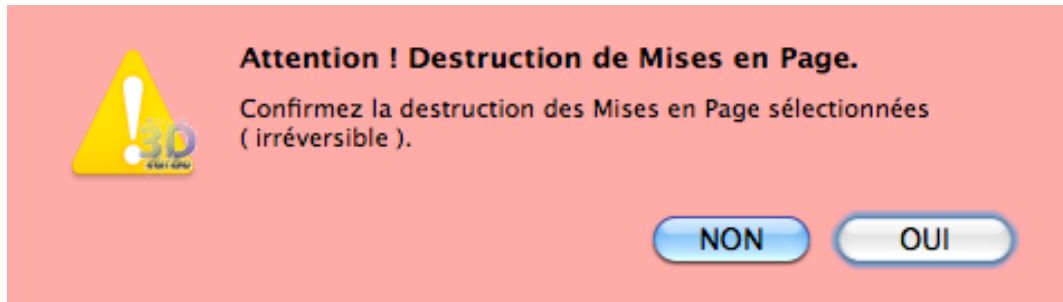 Attention ! Destruction de Mises en Page.
Confirmez la destruction des Mises en Page sélectionnées
( irréversible ).
3D
NON
OUI